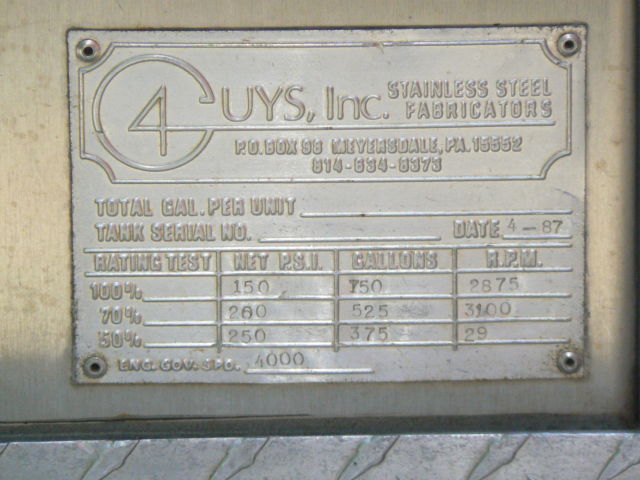 4 GUYS, Inc. STAINLESS STEEL FABRICATORS
P.O. BOX 98 MEYERSDALE, PA. 15552
814-634-8373
TOTAL GAL. PER UNIT
TANK SERIAL NO. DATE 4-87
RATING TEST NET P.S.I. GALLONS R.P.M.
100% 150 750 2875
70% 200 525 3100
50% 250 375 29
ENG. GOV. SPD. 4000